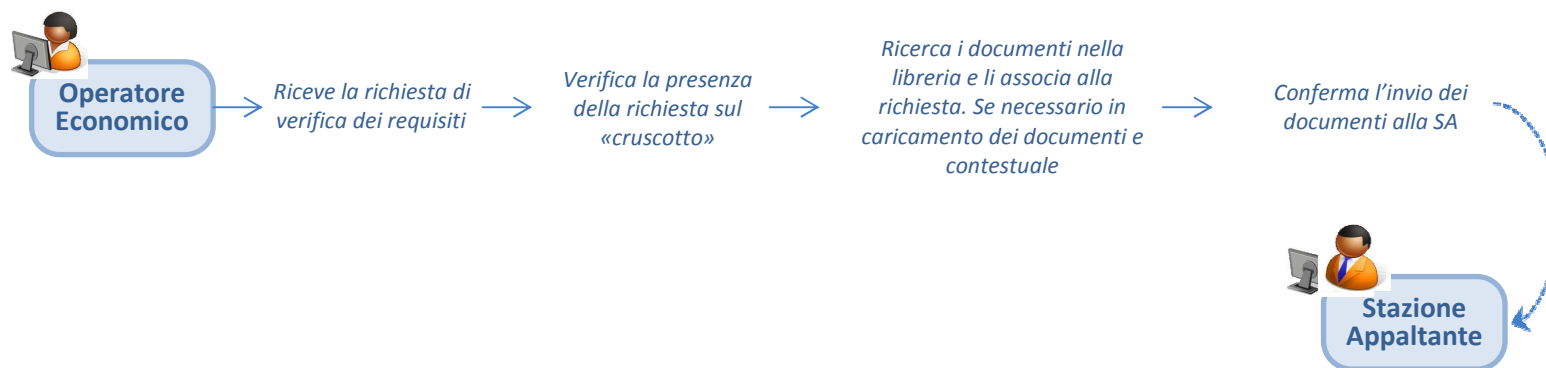 Operatore
Economico
Riceve la richiesta di
verifica dei requisiti
Verifica la presenza
della richiesta sul
«cruscotto»
Ricerca i documenti nella
libreria e li associa alla
richiesta. Se necessario in
caricamento dei documenti e
contestuale
Conferma l’invio dei
documenti alla SA
Stazione
Appaltante